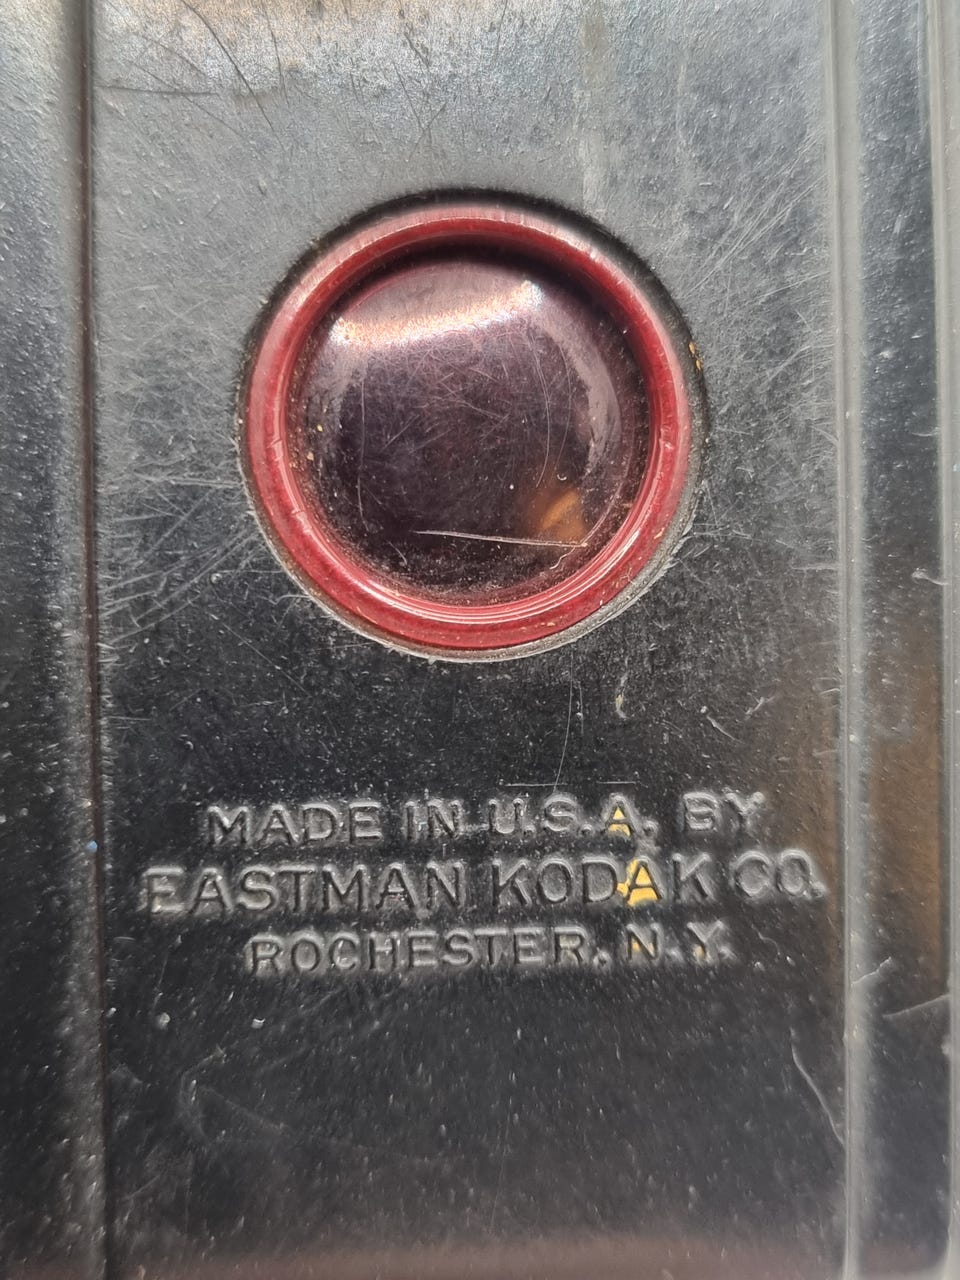 MADE IN U.S.A. BY
EASTMAN KODAK CO.
ROCHESTER, N.Y.